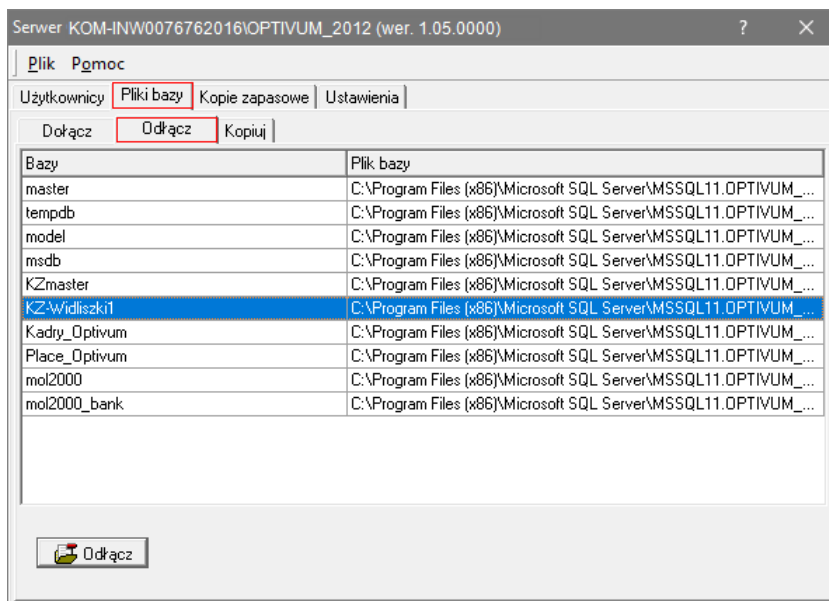 Serwer KOM-INW0076762016\OPTIVUM_2012 (wer. 1.05.0000) ? ×
Plik Pomoc
Użytkownicy Pliki bazy Kopie zapasowe Ustawienia
Dołącz Odłącz Kopiuj
Bazy Plik bazy
master C:\Program Files (x86)\Microsoft SQL Server\MSSQL11.OPTIVUM_...
tempdb C:\Program Files (x86)\Microsoft SQL Server\MSSQL11.OPTIVUM_...
model C:\Program Files (x86)\Microsoft SQL Server\MSSQL11.OPTIVUM_...
msdb C:\Program Files (x86)\Microsoft SQL Server\MSSQL11.OPTIVUM_...
KZmaster C:\Program Files (x86)\Microsoft SQL Server\MSSQL11.OPTIVUM_...
KZ-Widliszki1 C:\Program Files (x86)\Microsoft SQL Server\MSSQL11.OPTIVUM_...
Kadry_Optivum C:\Program Files (x86)\Microsoft SQL Server\MSSQL11.OPTIVUM_...
Place_Optivum C:\Program Files (x86)\Microsoft SQL Server\MSSQL11.OPTIVUM_...
mol2000 C:\Program Files (x86)\Microsoft SQL Server\MSSQL11.OPTIVUM_...
mol2000_bank C:\Program Files (x86)\Microsoft SQL Server\MSSQL11.OPTIVUM_...
Odłącz